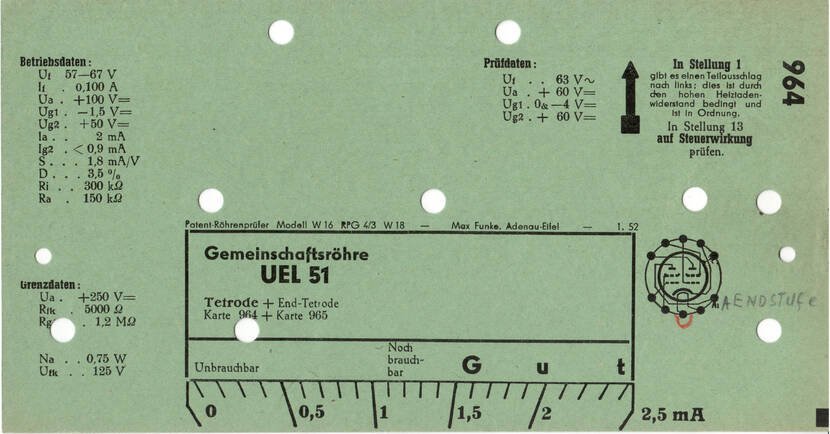 Betriebsdaten:
Uf 57—67 V
If . 0,100 A
Ua . +100 V=
Ug1 . —1,5 V=
Ug2 . +50 V=
Ia . . 2 mA
Ig2 . < 0,9 mA
S . . . 1,8 mA/V
D . . . 3,5 %
Ri . . 300 kΩ
Ra . 150 kΩ
Grenzdaten:
Ua . +250 V=
Rfk . 5000 Ω
. 1,2 MΩ
Na . . 0,75 W
Ufk . . 125 V
Prüfdaten:
Uf . . 63 V~
Ua . + 60 V=
Ug1 . 0&—4 V=
Ug2 . + 60 V=
In Stellung 1
gibt es einen Teilausschlag
nach links; dies ist durch
den hohen Heizfaden-
widerstand bedingt und
ist in Ordnung.
In Stellung 13
auf Steuerwirkung
prüfen.
964
Patent-Röhrenprüfer Modell W 16 RPG 4/3 W 18 — Max Funke, Adenau-Eifel — 1. 52
Gemeinschaftsröhre
UEL 51
Tetrode + End-Tetrode
Karte 964 + Karte 965
Unbrauchbar
Noch
brauch-
bar
Gut
0 0,5 1 1,5 2 2,5 mA
A ENDSTUFE